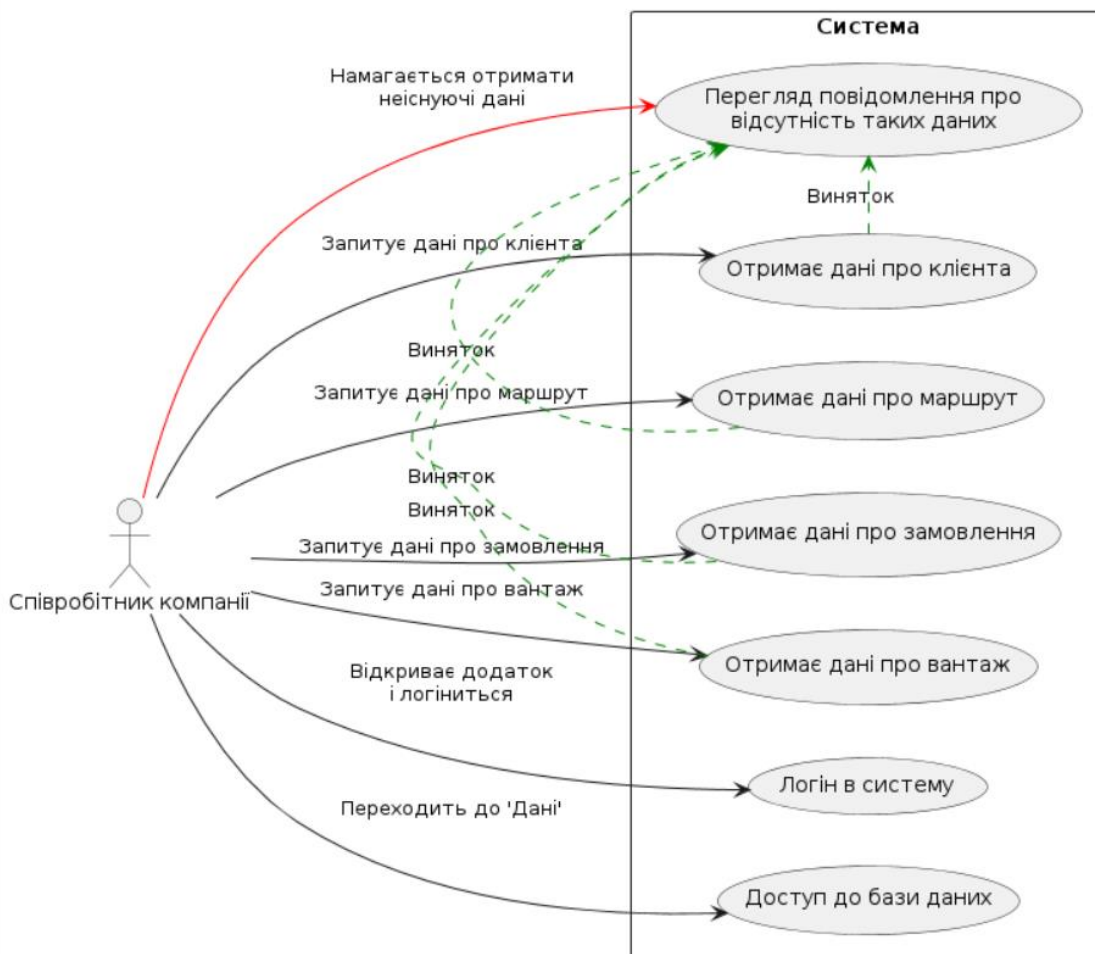 Система
Намагається отримати
неіснуючі дані
Перегляд повідомлення про
відсутність таких даних
Виняток
Запитує дані про клієнта
Отримає дані про клієнта
Виняток
Запитує дані про маршрут
Отримає дані про маршрут
Виняток
Виняток
Отримає дані про замовлення
Запитує дані про замовлення
Запитує дані про вантаж
Співробітник компанії
Отримає дані про вантаж
Відкриває додаток
і логіниться
Логін в систему
Переходить до 'Дані'
Доступ до бази даних